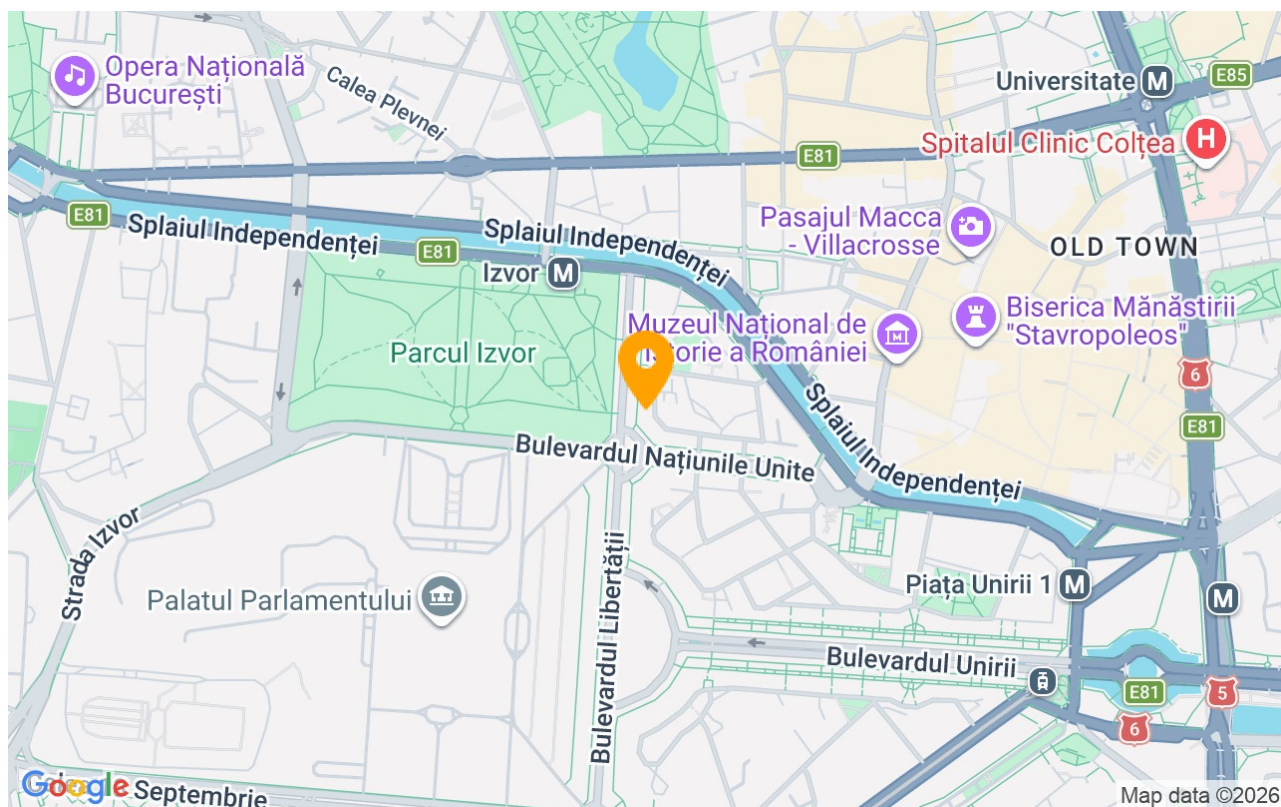 Opera Națională
București
Calea Plevnei
Universitate
M
E85
Spitalul Clinic Colțea
H
E81
E81
Splaiul Independenței
E81
Splaiul Independenței
Izvor
M
Pasajul Macca
- Villacrosse
OLD TOWN
Biserica Mănăstirii
"Stavropoleos"
Muzeul Național de
Istorie a României
Parcul Izvor
6
E81
Splaiul Independenței
Bulevardul Națiunile Unite
Strada Izvor
Palatul Parlamentului
Bulevardul Libertății
Piața Unirii 1
M
M
Bulevardul Unirii
E81
5
6
Google
Septembrie
Map data ©2026